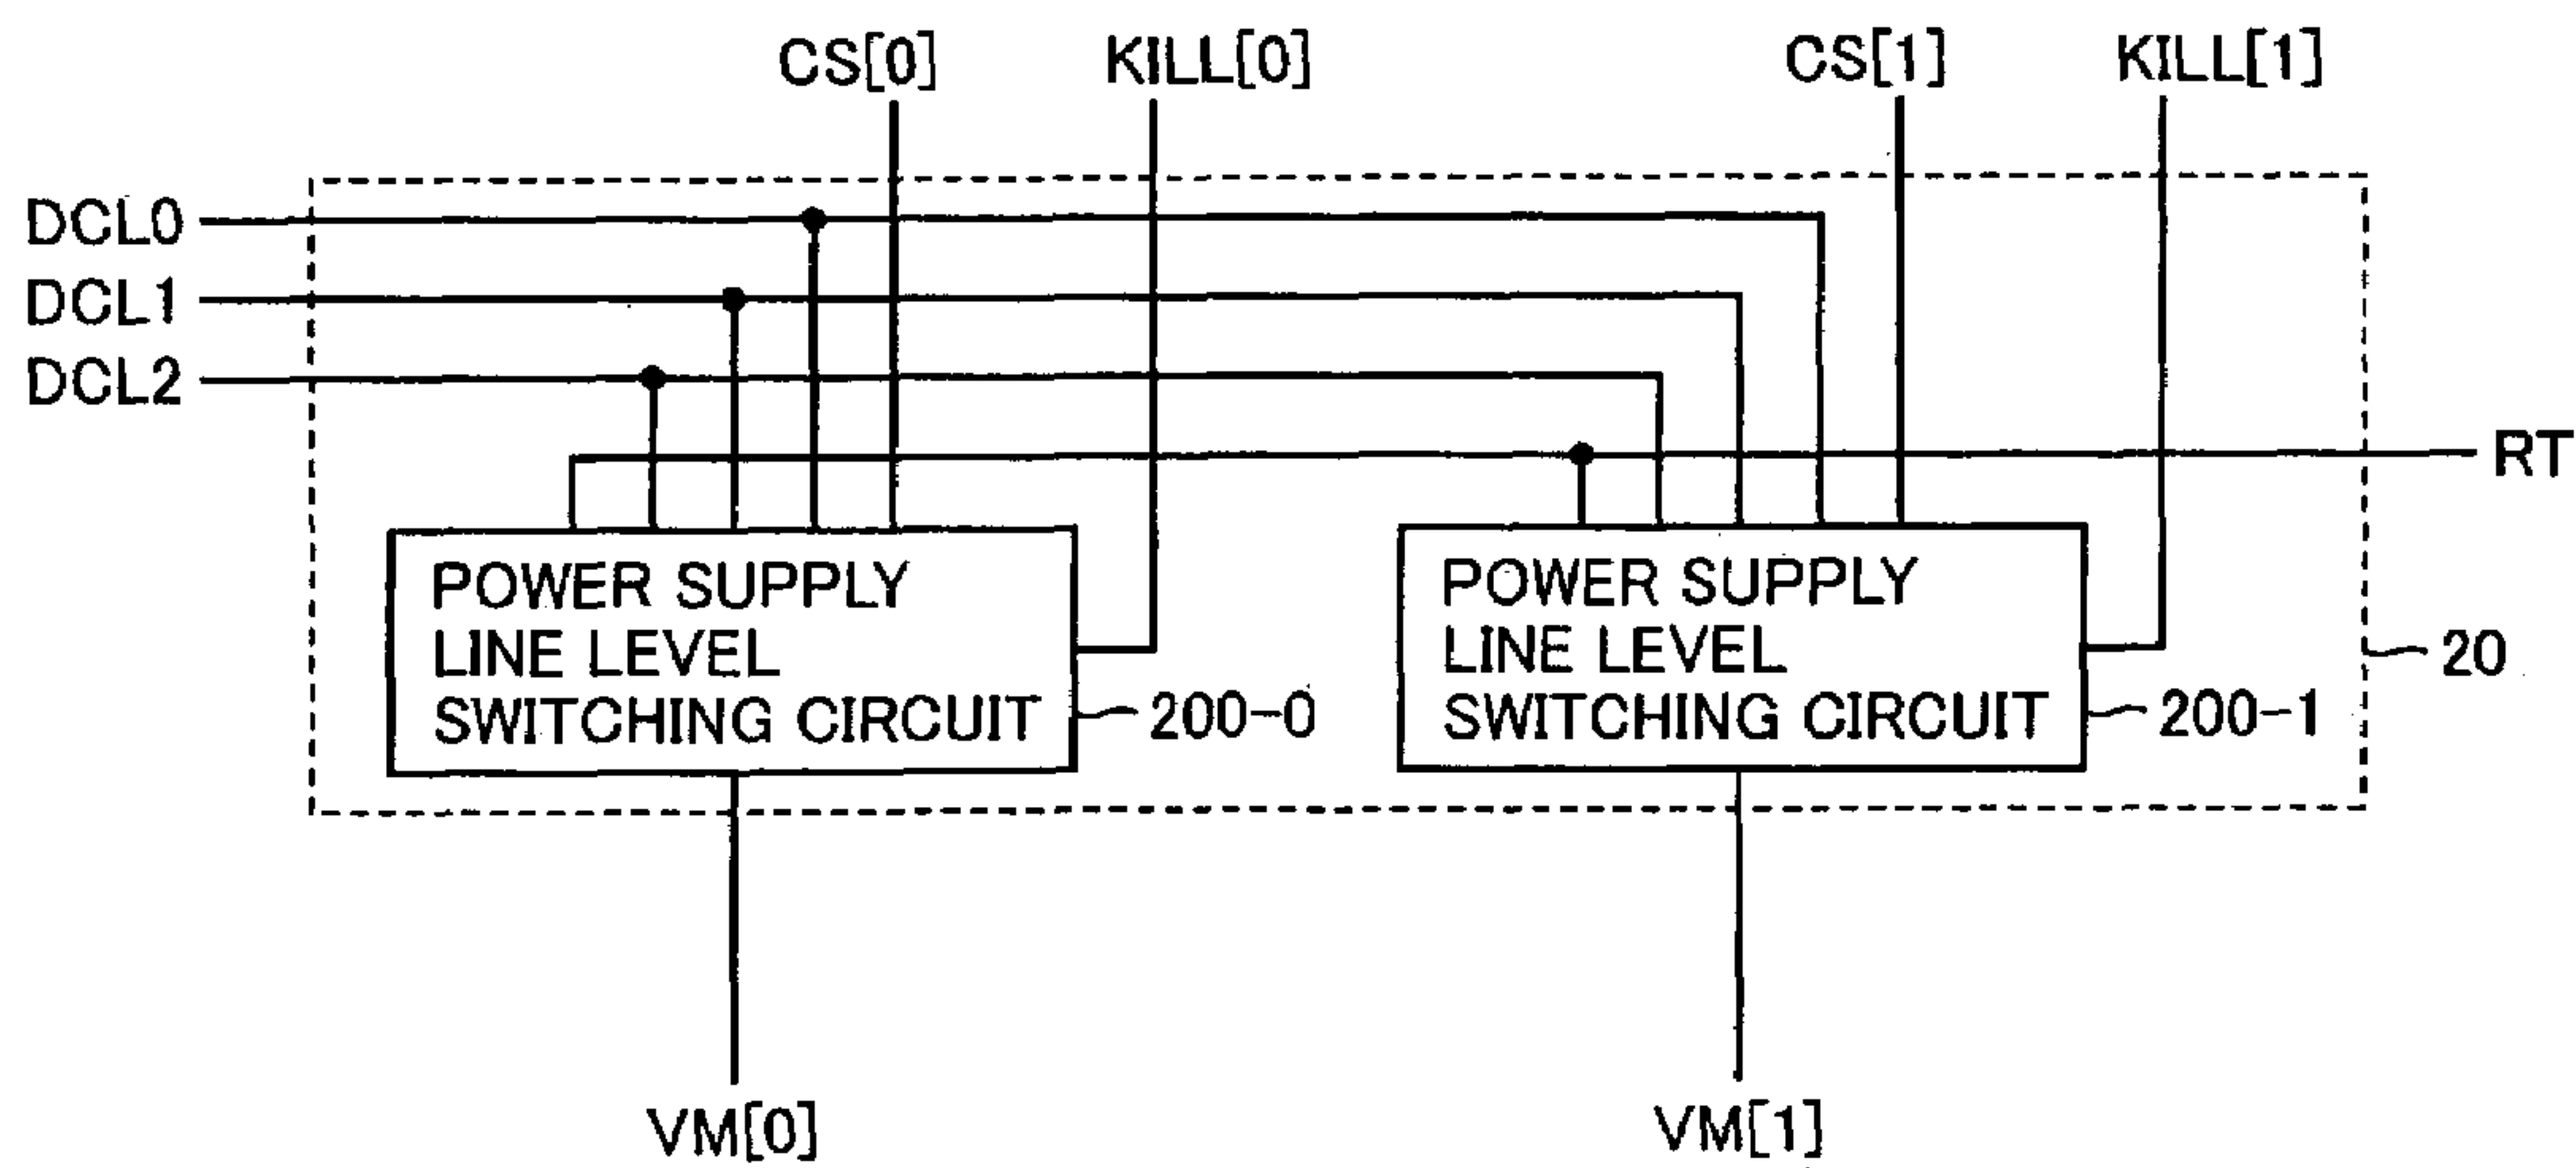 CS[0] KILL[0] CS[1] KILL[1]
DCL0
DCL1
DCL2
RT
POWER SUPPLY
LINE LEVEL
SWITCHING CIRCUIT
200-0
POWER SUPPLY
LINE LEVEL
SWITCHING CIRCUIT
200-1
20
VM[0] VM[1]